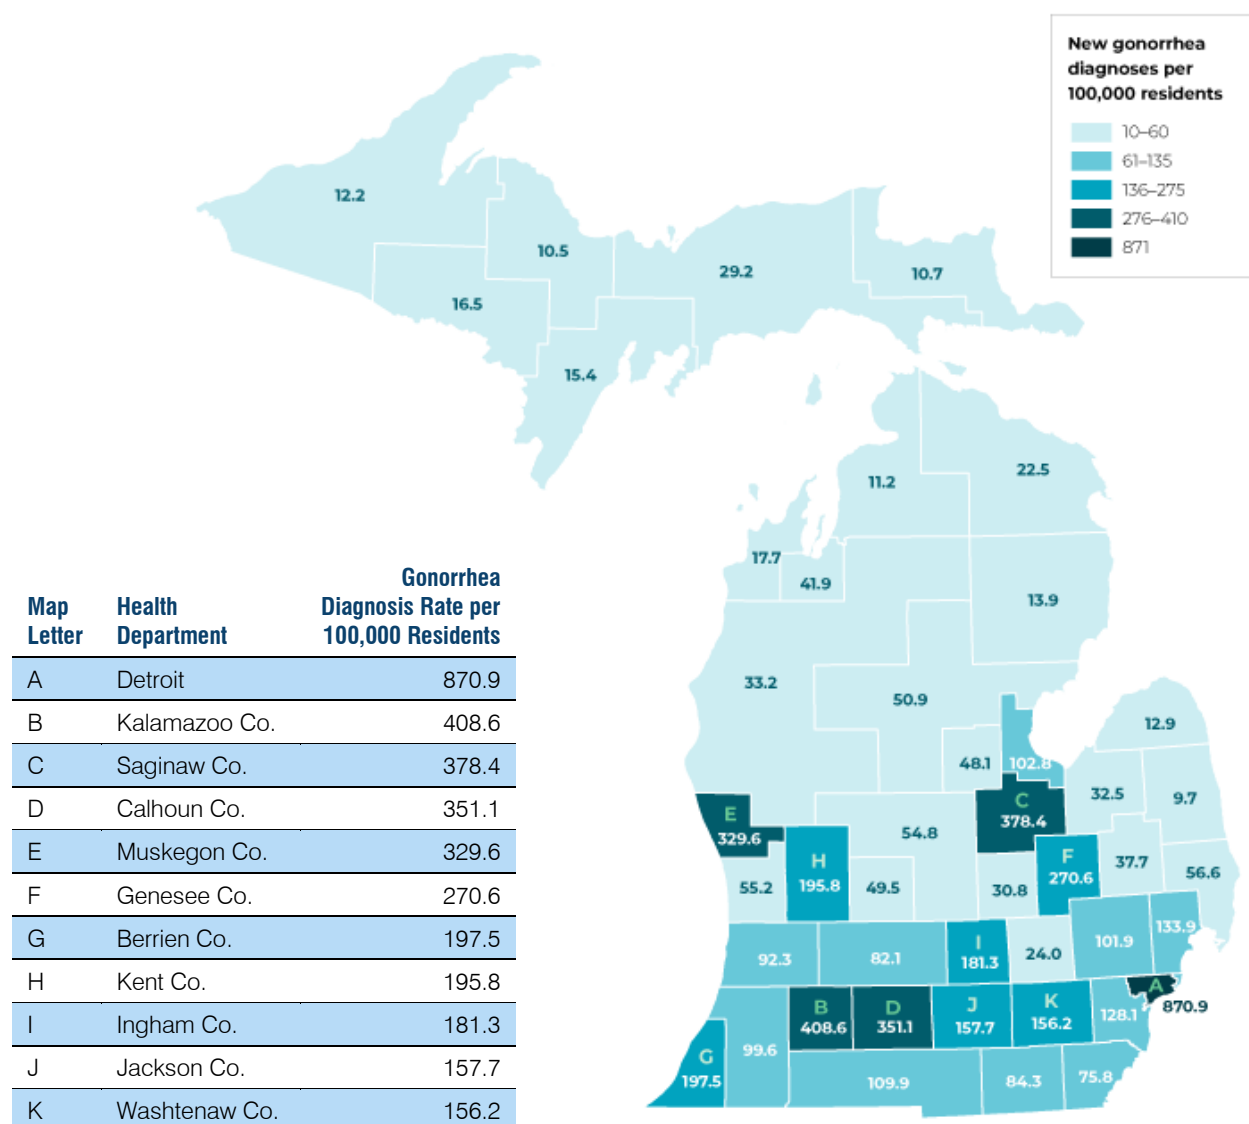 New gonorrhea
diagnoses per
100,000 residents
10–60
61–135
136–275
276–410
871
12.2
10.5
29.2
10.7
16.5
15.4
22.5
11.2
17.7
41.9
13.9
33.2
50.9
12.9
48.1
102.8
32.5
9.7
E
329.6
C
378.4
54.8
H
195.8
F
270.6
37.7
56.6
55.2
49.5
30.8
133.9
101.9
92.3
82.1
I
181.3
24.0
A
870.9
B
408.6
D
351.1
J
157.7
K
156.2
128.1
G
197.5
99.6
109.9
84.3
75.8
Map Letter
Health Department
Gonorrhea Diagnosis Rate per 100,000 Residents
A Detroit 870.9
B Kalamazoo Co. 408.6
C Saginaw Co. 378.4
D Calhoun Co. 351.1
E Muskegon Co. 329.6
F Genesee Co. 270.6
G Berrien Co. 197.5
H Kent Co. 195.8
I Ingham Co. 181.3
J Jackson Co. 157.7
K Washtenaw Co. 156.2